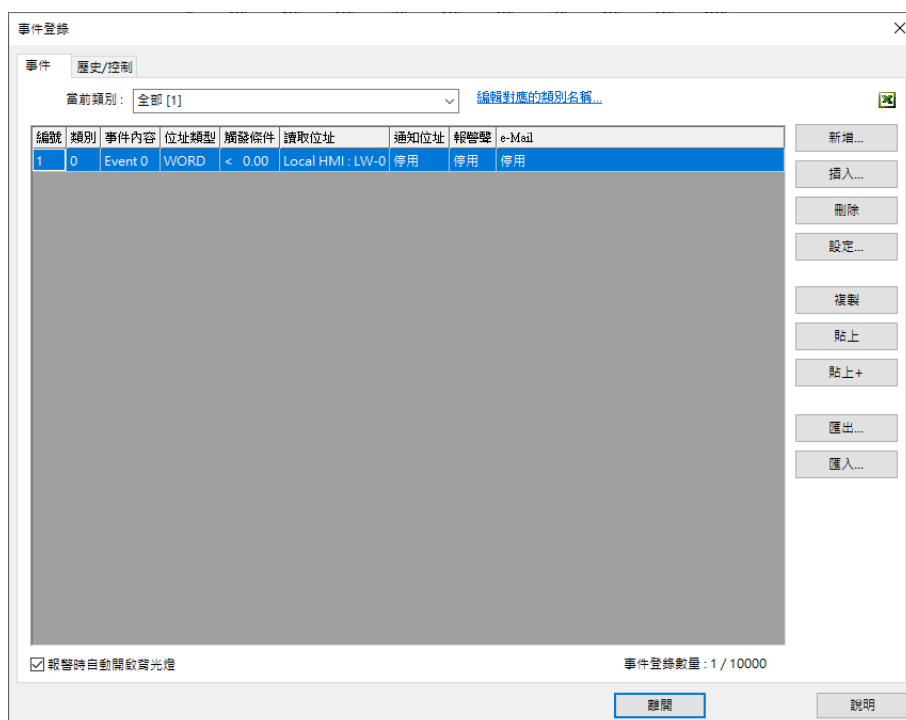 事件登錄
事件 歷史/控制
當前類別 : 全部 [1] 編輯對應的類別名稱...
編號 類別 事件內容 位址類型 觸發條件 讀取位址 通知位址 報警聲 e-Mail
1 0 Event 0 WORD < 0.00 Local HMI : LW-0 停用 停用 停用
新增...
插入...
刪除
設定...
複製
貼上
貼上+
匯出...
匯入...
報警時自動開啟背光燈 事件登錄數量 : 1 / 10000
離開 說明